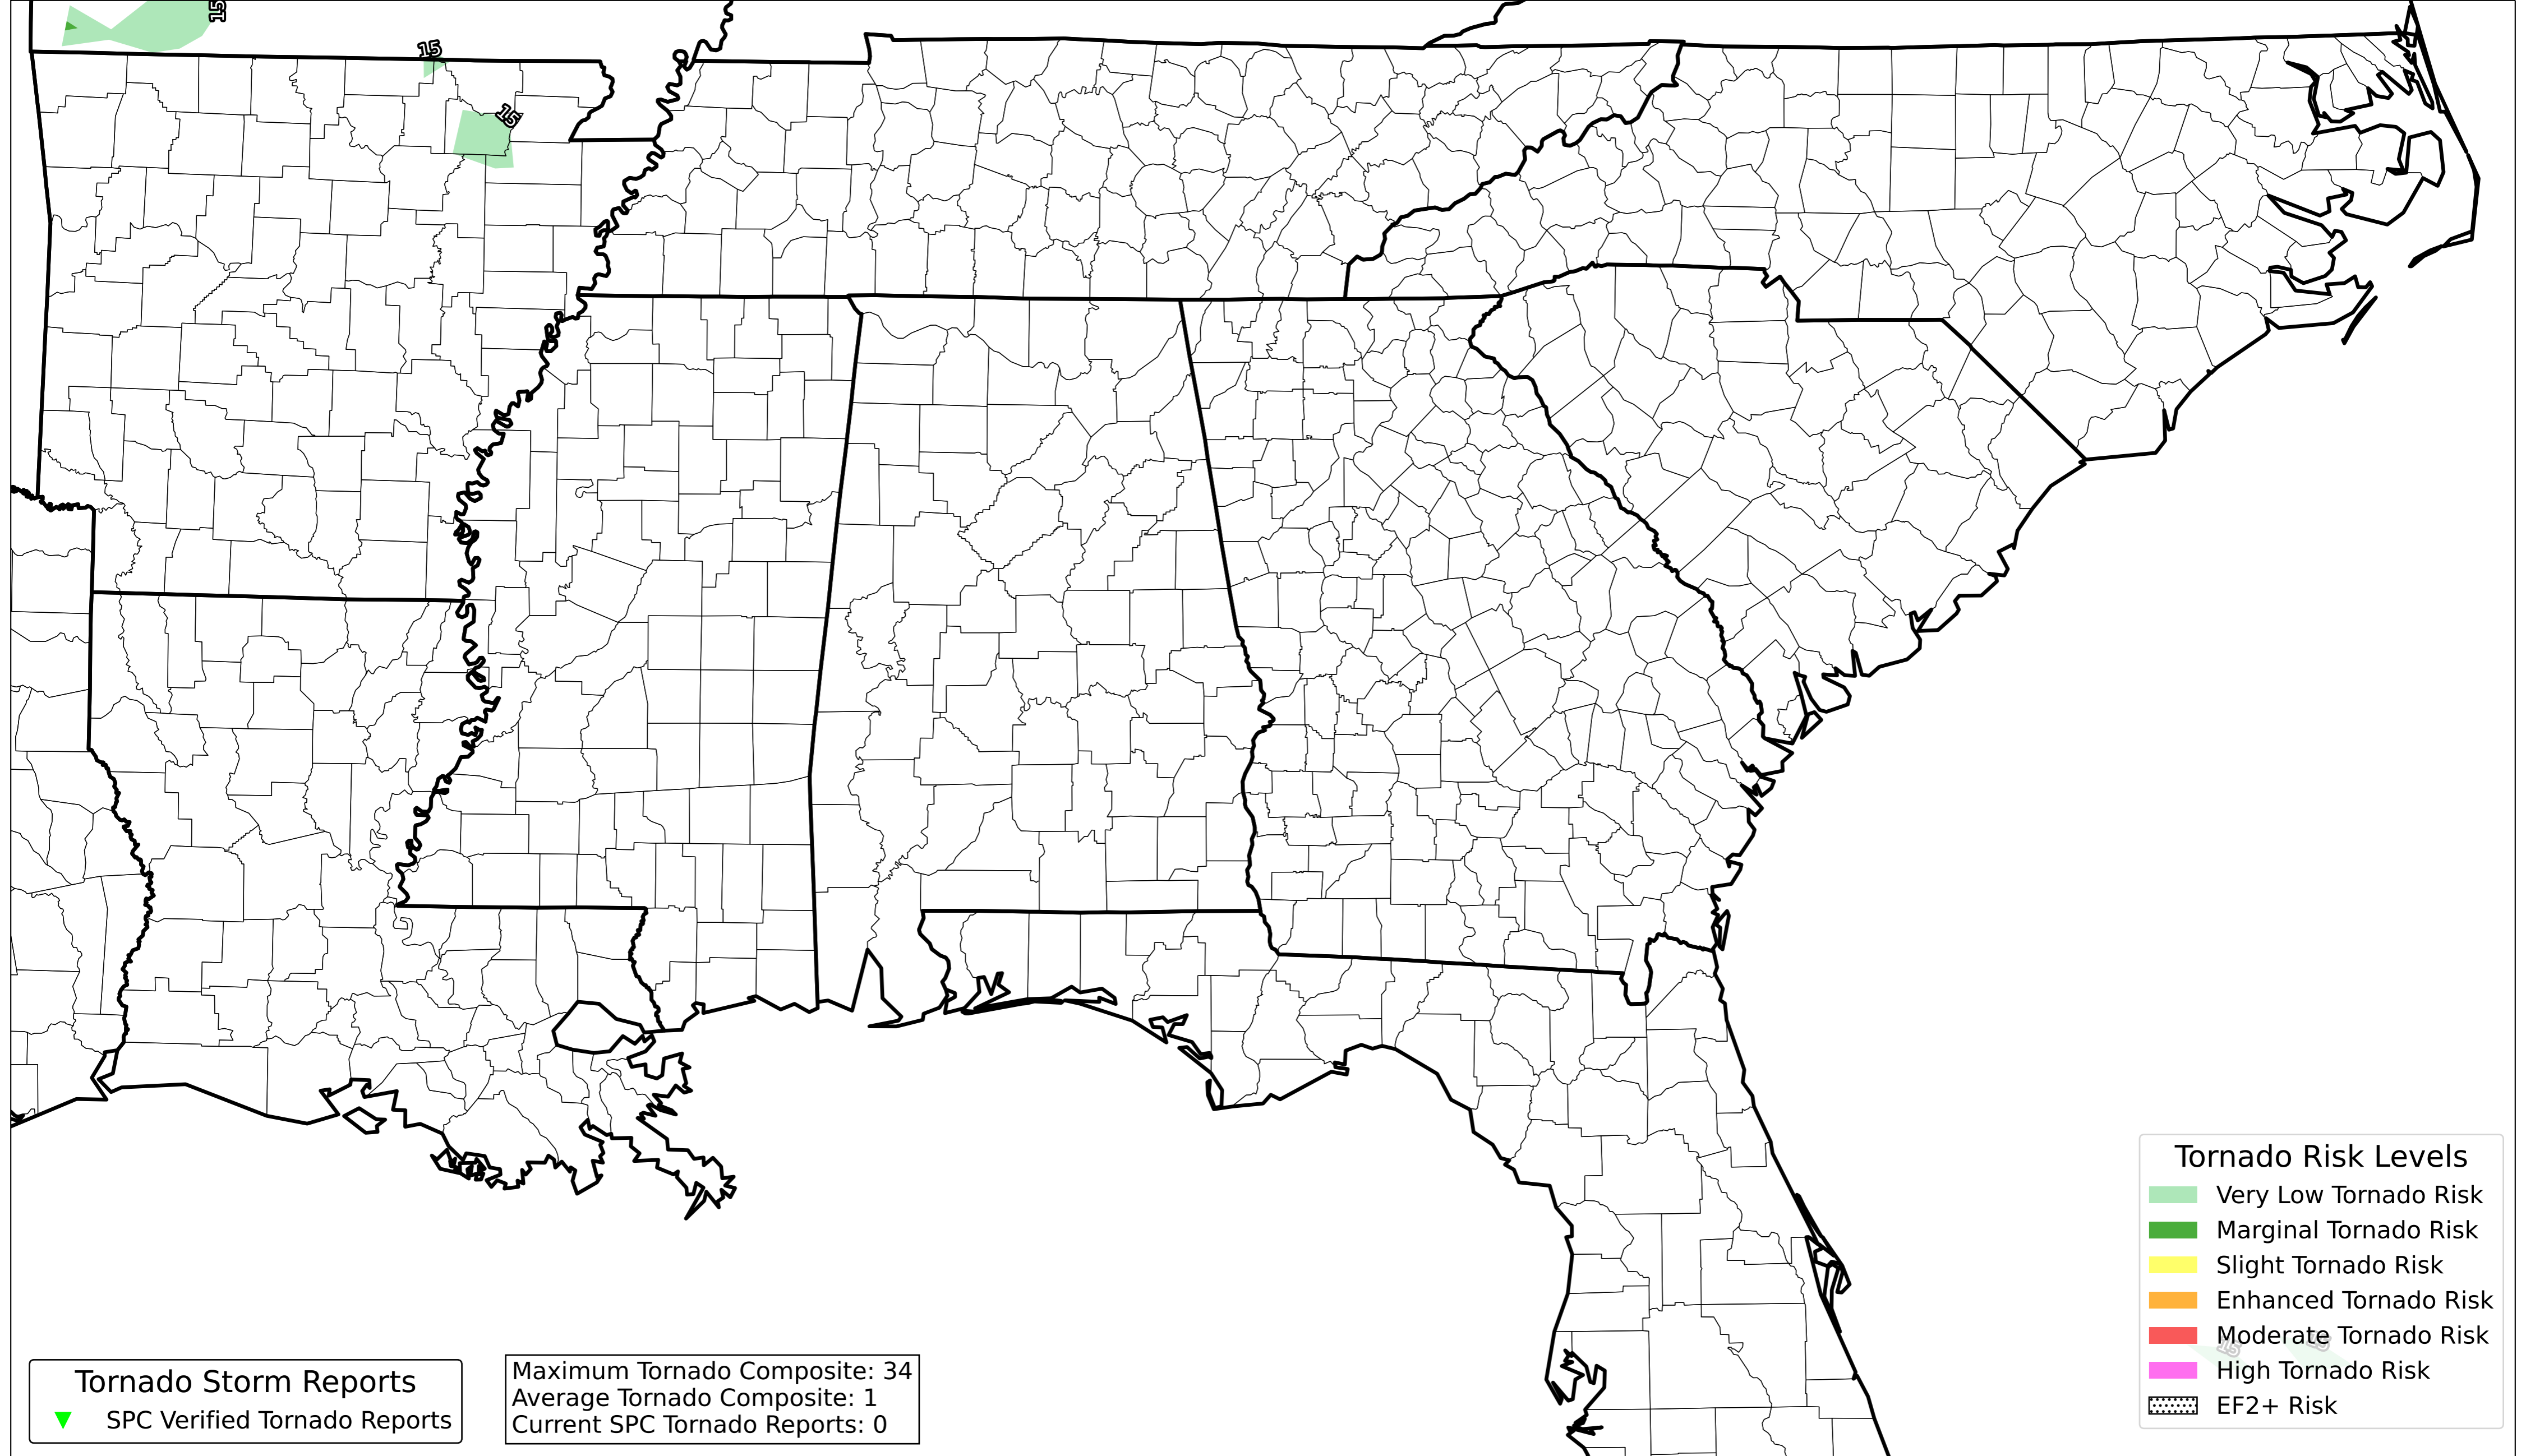 15
15
15
Tornado Risk Levels
Very Low Tornado Risk
Marginal Tornado Risk
Slight Tornado Risk
Enhanced Tornado Risk
Moderate Tornado Risk
15
15
High Tornado Risk
EF2+ Risk
Tornado Storm Reports
SPC Verified Tornado Reports
Maximum Tornado Composite: 34
Average Tornado Composite: 1
Current SPC Tornado Reports: 0